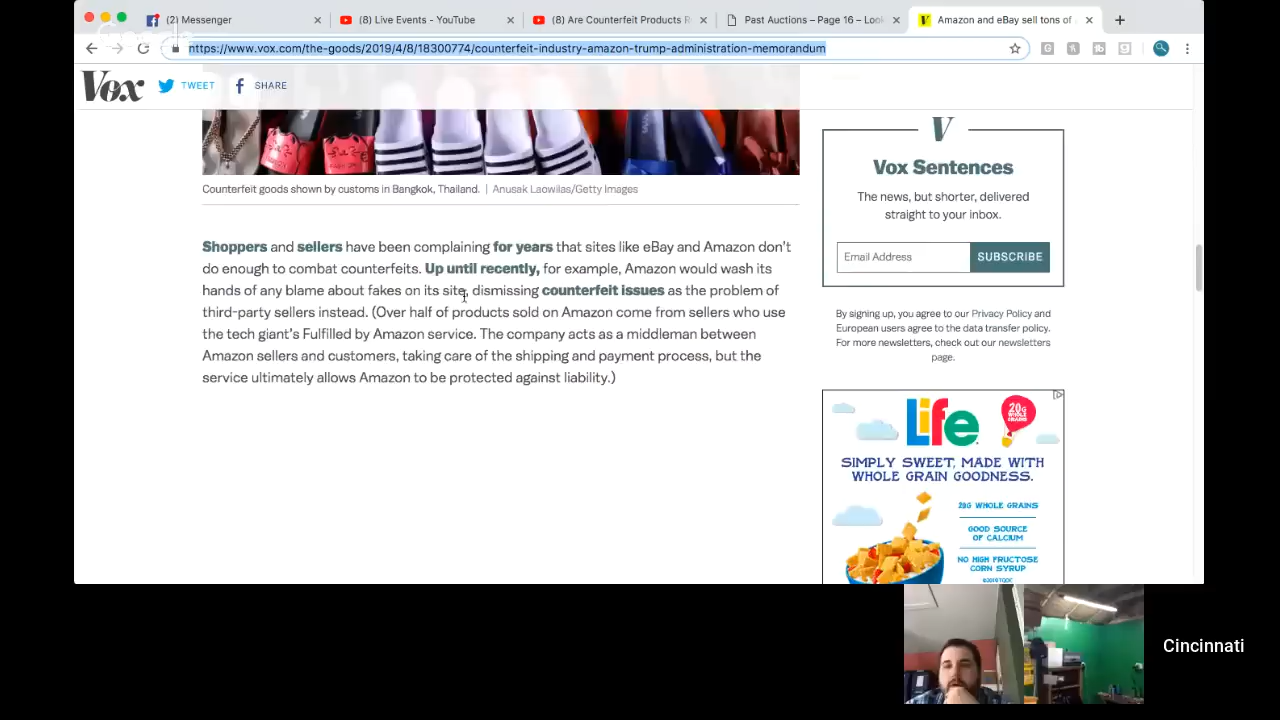 (2) Messenger
(8) Live Events - YouTube
(8) Are Counterfeit Products R
Past Auctions – Page 16 – Look
Amazon and eBay sell tons of
https://www.vox.com/the-goods/2019/4/8/18300774/counterfeit-industry-amazon-trump-administration-memorandum
Vox
TWEET
SHARE
Counterfeit goods shown by customs in Bangkok, Thailand. | Anusak Laowilas/Getty Images
Shoppers and sellers have been complaining for years that sites like eBay and Amazon don't
do enough to combat counterfeits. Up until recently, for example, Amazon would wash its
hands of any blame about fakes on its site, dismissing counterfeit issues as the problem of
third-party sellers instead. (Over half of products sold on Amazon come from sellers who use
the tech giant's Fulfilled by Amazon service. The company acts as a middleman between
Amazon sellers and customers, taking care of the shipping and payment process, but the
service ultimately allows Amazon to be protected against liability.)
V
Vox Sentences
The news, but shorter, delivered
straight to your inbox.
Email Address
SUBSCRIBE
By signing up, you agree to our Privacy Policy and
European users agree to the data transfer policy.
For more newsletters, check out our newsletters
page.
Life
20g
WHOLE
GRAINS
SIMPLY SWEET, MADE WITH
WHOLE GRAIN GOODNESS.
20G WHOLE GRAINS
GOOD SOURCE
OF CALCIUM
NO HIGH FRUCTOSE
CORN SYRUP
Cincinnati